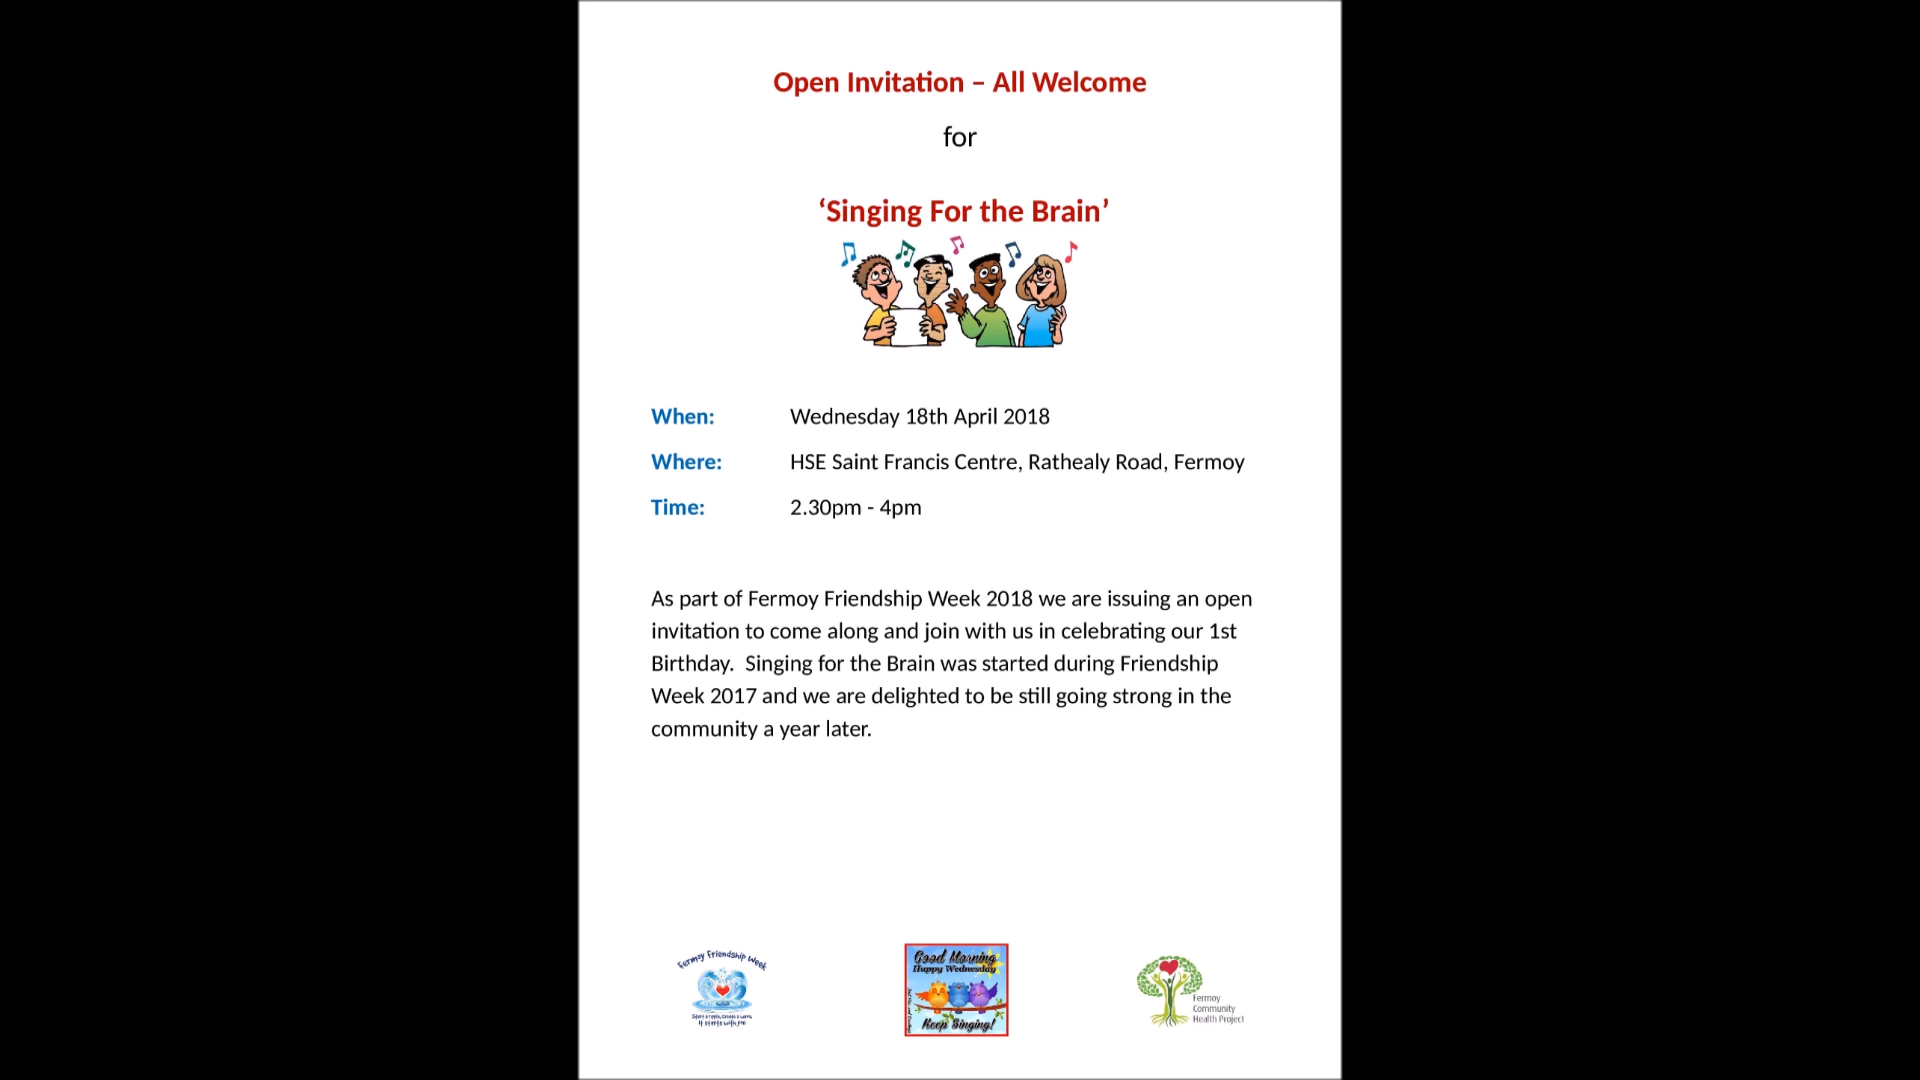 Open Invitation – All Welcome
for
‘Singing For the Brain’
When: Wednesday 18th April 2018
Where: HSE Saint Francis Centre, Rathealy Road, Fermoy
Time: 2.30pm - 4pm
As part of Fermoy Friendship Week 2018 we are issuing an open
invitation to come along and join with us in celebrating our 1st
Birthday.  Singing for the Brain was started during Friendship
Week 2017 and we are delighted to be still going strong in the
community a year later.
Fermoy Friendship Week
It starts with you
Good Morning
Happy Wednesday
Keep Singing!
Fermoy
Community
Health Project